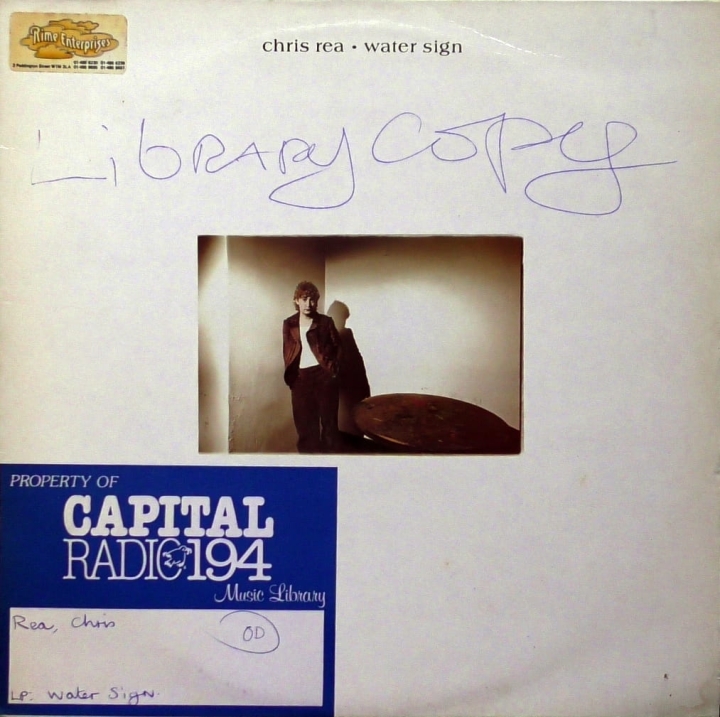 Rime Enterprises
chris rea • water sign
LibRARy COPy
PROPERTY OF
CAPITAL
RADIO 194
Music Library
Rea, Chris
OD
LP: Water Sign.